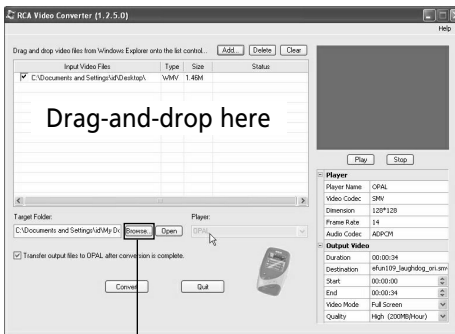 RCA Video Converter (1.2.5.0)
Help
Drag and drop video files from Windows Explorer onto the list control... Add... Delete Clear
Input Video Files Type Size Status
C:\Documents and Settings\id\Desktop\ WMV 1.46M
Drag-and-drop here
Target Folder: Player:
C:\Documents and Settings\id\My Dc Browse... Open OPAL
Transfer output files to OPAL after conversion is complete.
Convert Quit
Play Stop
Player
Player Name OPAL
Video Codec SMV
Dimension 128*128
Frame Rate 14
Audio Codec ADPCM
Output Video
Duration 00:00:34
Destination efun109_laughdog_ori.smv
Start 00:00:00
End 00:00:34
Video Mode Full Screen
Quality High (200MB/Hour)